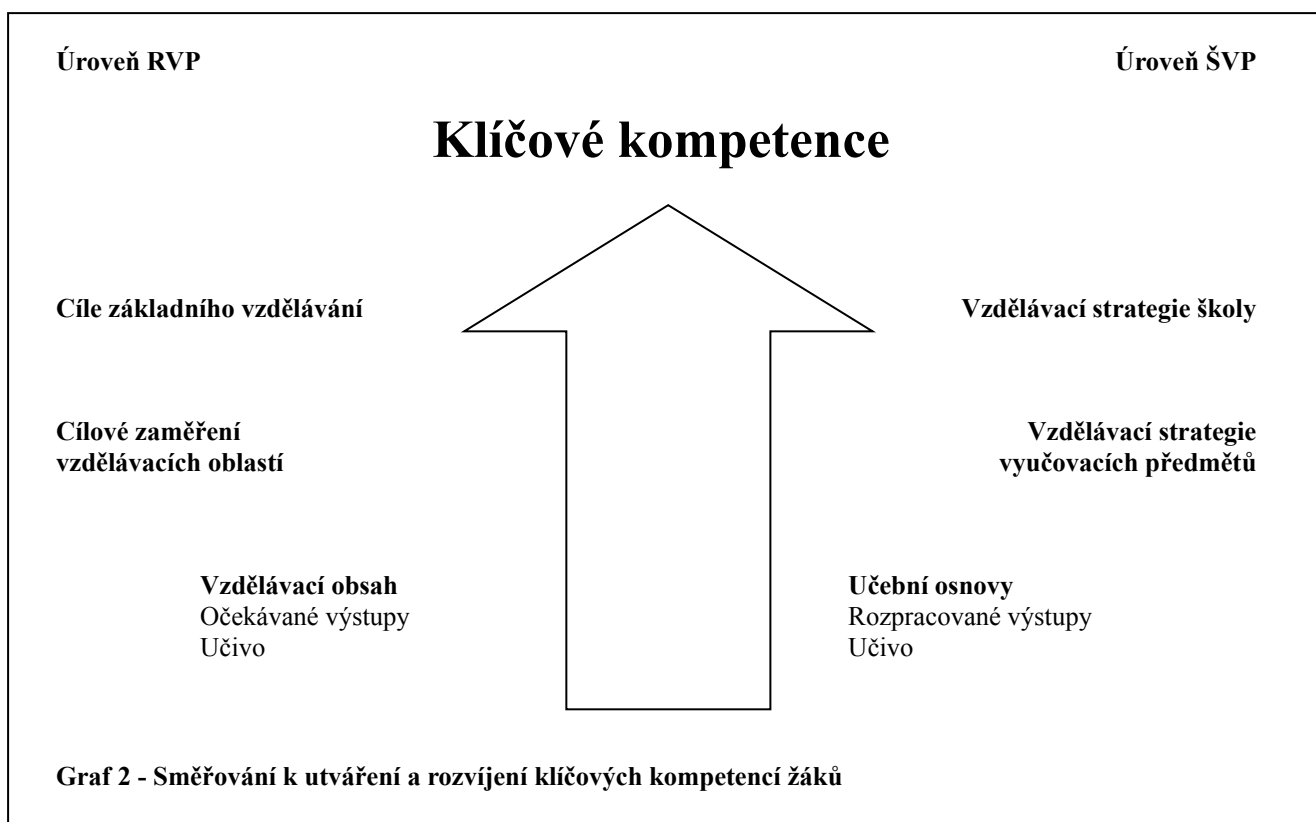 Úroveň RVP
Úroveň ŠVP
Klíčové kompetence
Cíle základního vzdělávání
Vzdělávací strategie školy
Cílové zaměření
vzdělávacích oblastí
Vzdělávací strategie
vyučovacích předmětů
Vzdělávací obsah
Očekávané výstupy
Učivo
Učební osnovy
Rozpracované výstupy
Učivo
Graf 2 - Směřování k utváření a rozvíjení klíčových kompetencí žáků